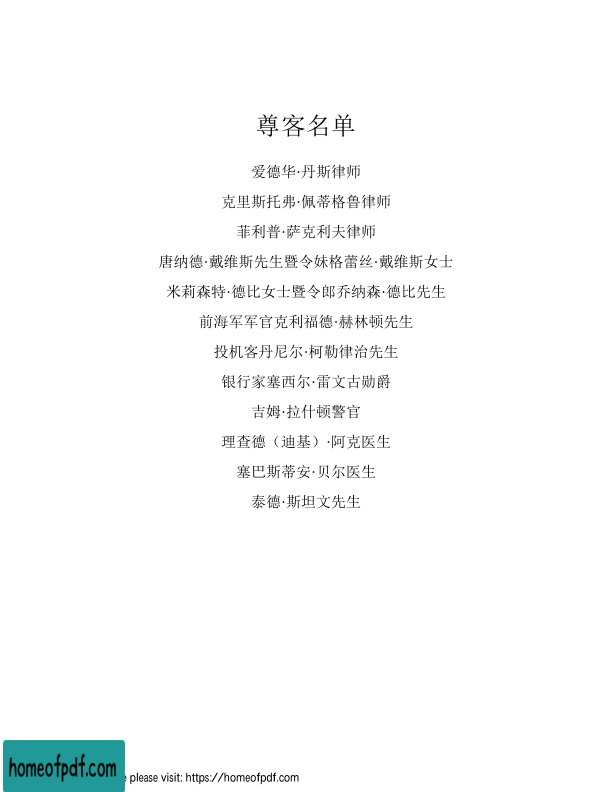 尊客名单
爱德华·丹斯律师
克里斯托弗·佩蒂格鲁律师
菲利普·萨克利夫律师
唐纳德·戴维斯先生暨令妹格蕾丝·戴维斯女士
米莉森特·德比女士暨令郎乔纳森·德比先生
前海军军官克利福德·赫林顿先生
投机客丹尼尔·柯勒律治先生
银行家塞西尔·雷文古勋爵
吉姆·拉什顿警官
理查德（迪基）·阿克医生
塞巴斯蒂安·贝尔医生
泰德·斯坦文先生
homeofpdf.com
e please visit: https://homeofpdf.com